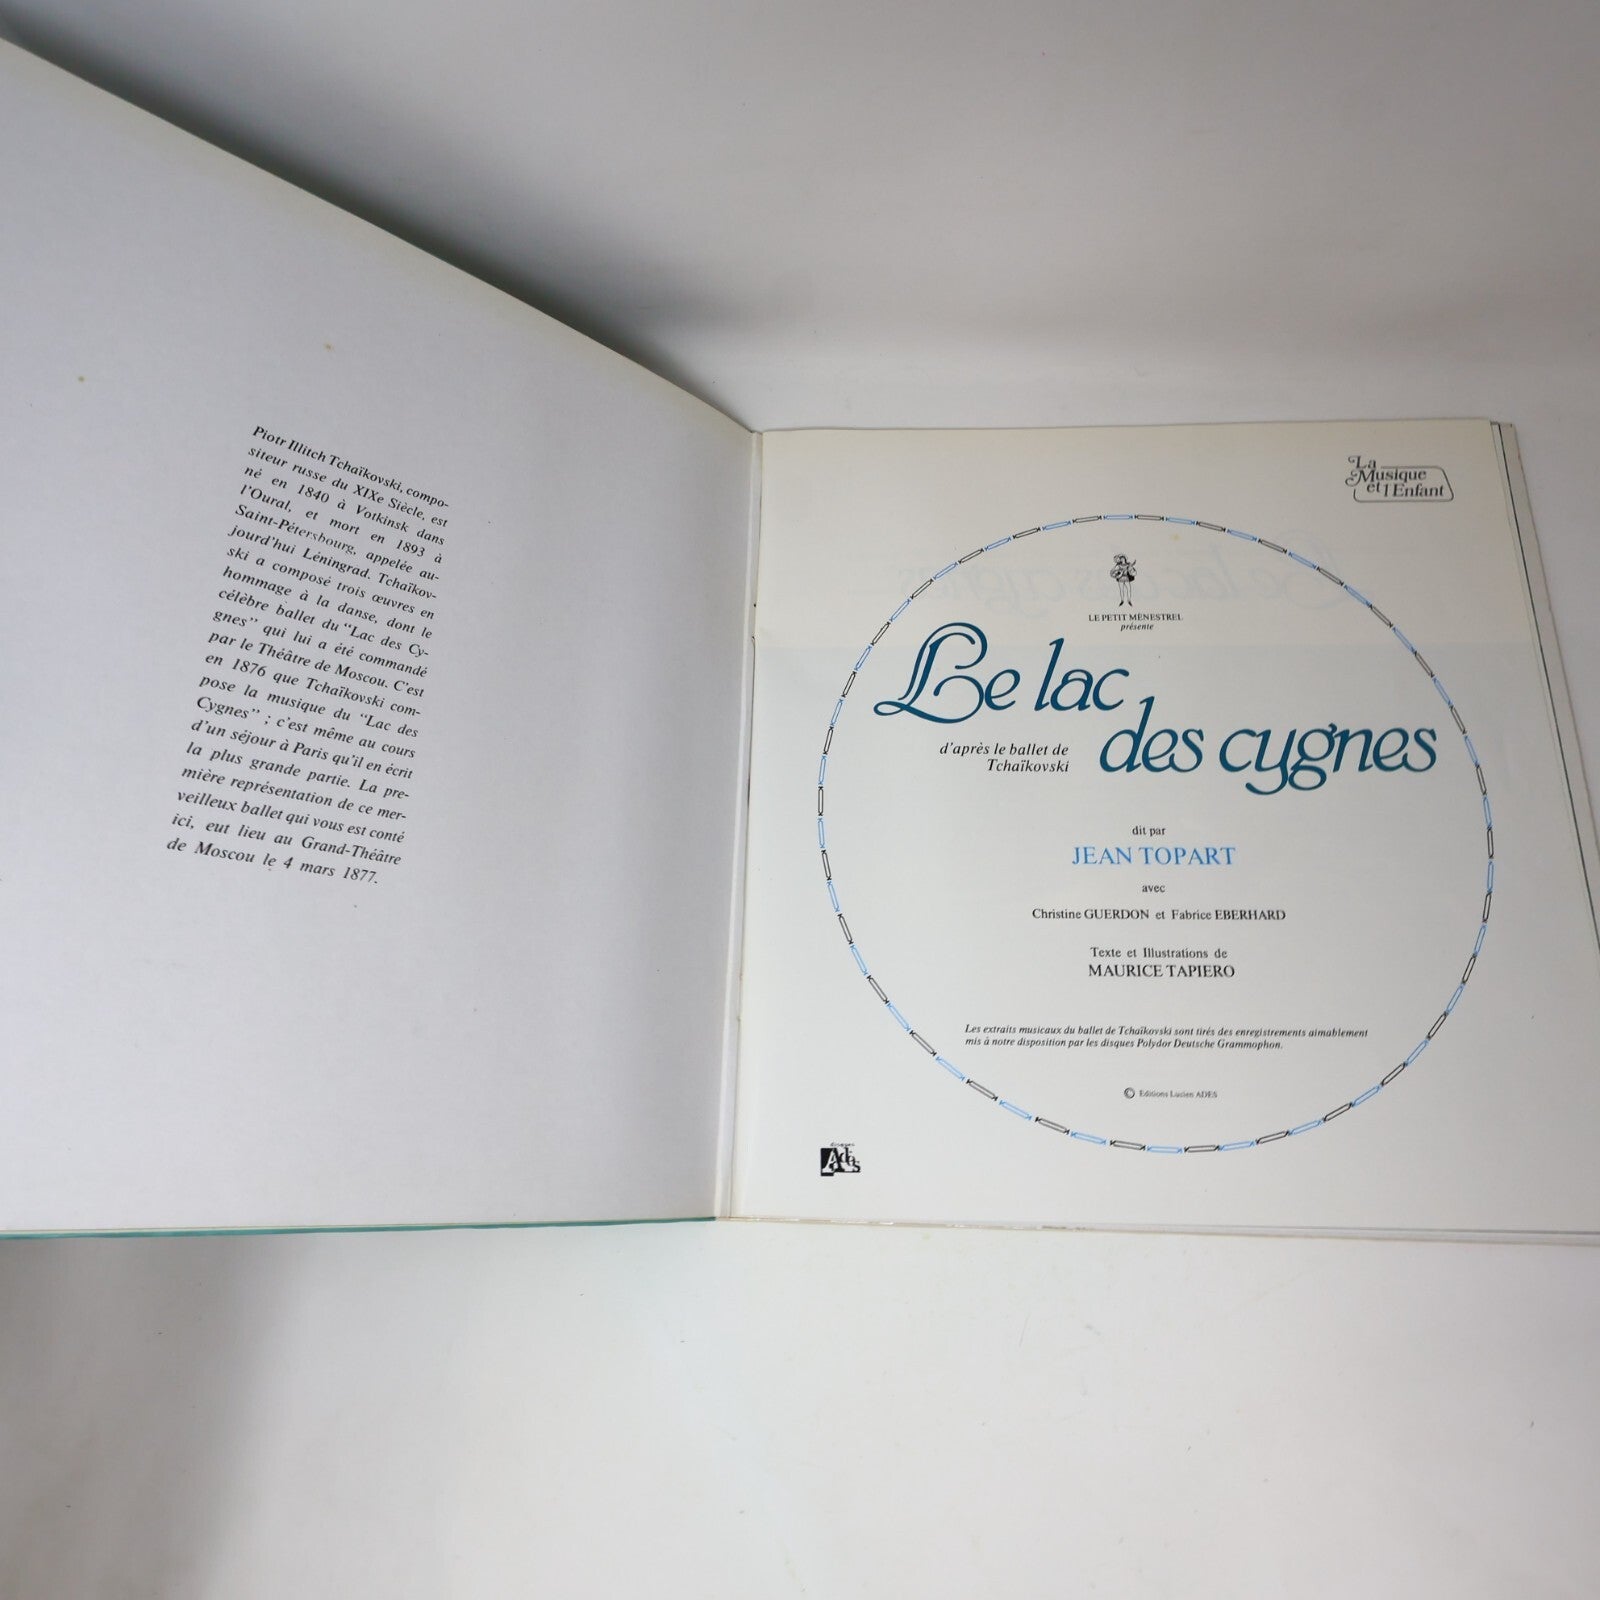 Piotr Illitch Tchaïkovski, compo-
siteur russe du XIXe Siècle, est
né en 1840 à Votkinsk dans
l'Oural, et mort en 1893 à
Saint-Pétersbourg, appelée au-
jourd'hui Léningrad. Tchaïkov-
ski a composé trois œuvres en
hommage à la danse, dont le
célèbre ballet du "Lac des Cy-
gnes" qui lui a été commandé
par le Théâtre de Moscou. C'est
en 1876 que Tchaïkovski com-
pose la musique du "Lac des
Cygnes" ; c'est même au cours
d'un séjour à Paris qu'il en écrit
la plus grande partie. La pre-
mière représentation de ce mer-
veilleux ballet qui vous est conté
ici, eut lieu au Grand-Théâtre
de Moscou le 4 mars 1877.
La
Musique
et l'Enfant
LE PETIT MÉNESTREL
présente
Le lac
des cygnes
d'après le ballet de
Tchaïkovski
dit par
JEAN TOPART
avec
Christine GUERDON et Fabrice EBERHARD
Texte et Illustrations de
MAURICE TAPIERO
Les extraits musicaux du ballet de Tchaïkovski sont tirés des enregistrements aimablement
mis à notre disposition par les disques Polydor Deutsche Grammophon.
© Editions Lucien ADES
disques
Adès